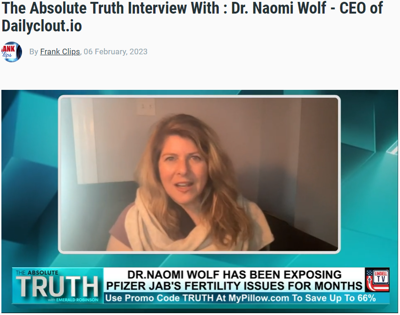 The Absolute Truth Interview With : Dr. Naomi Wolf - CEO of
Dailyclout.io
By Frank Clips, 06 February, 2023
THE ABSOLUTE
TRUTH
WITH EMERALD ROBINSON
DR.NAOMI WOLF HAS BEEN EXPOSING
PFIZER JAB'S FERTILITY ISSUES FOR MONTHS
Use Promo Code TRUTH At MyPillow.com To Save Up To 66%
TV